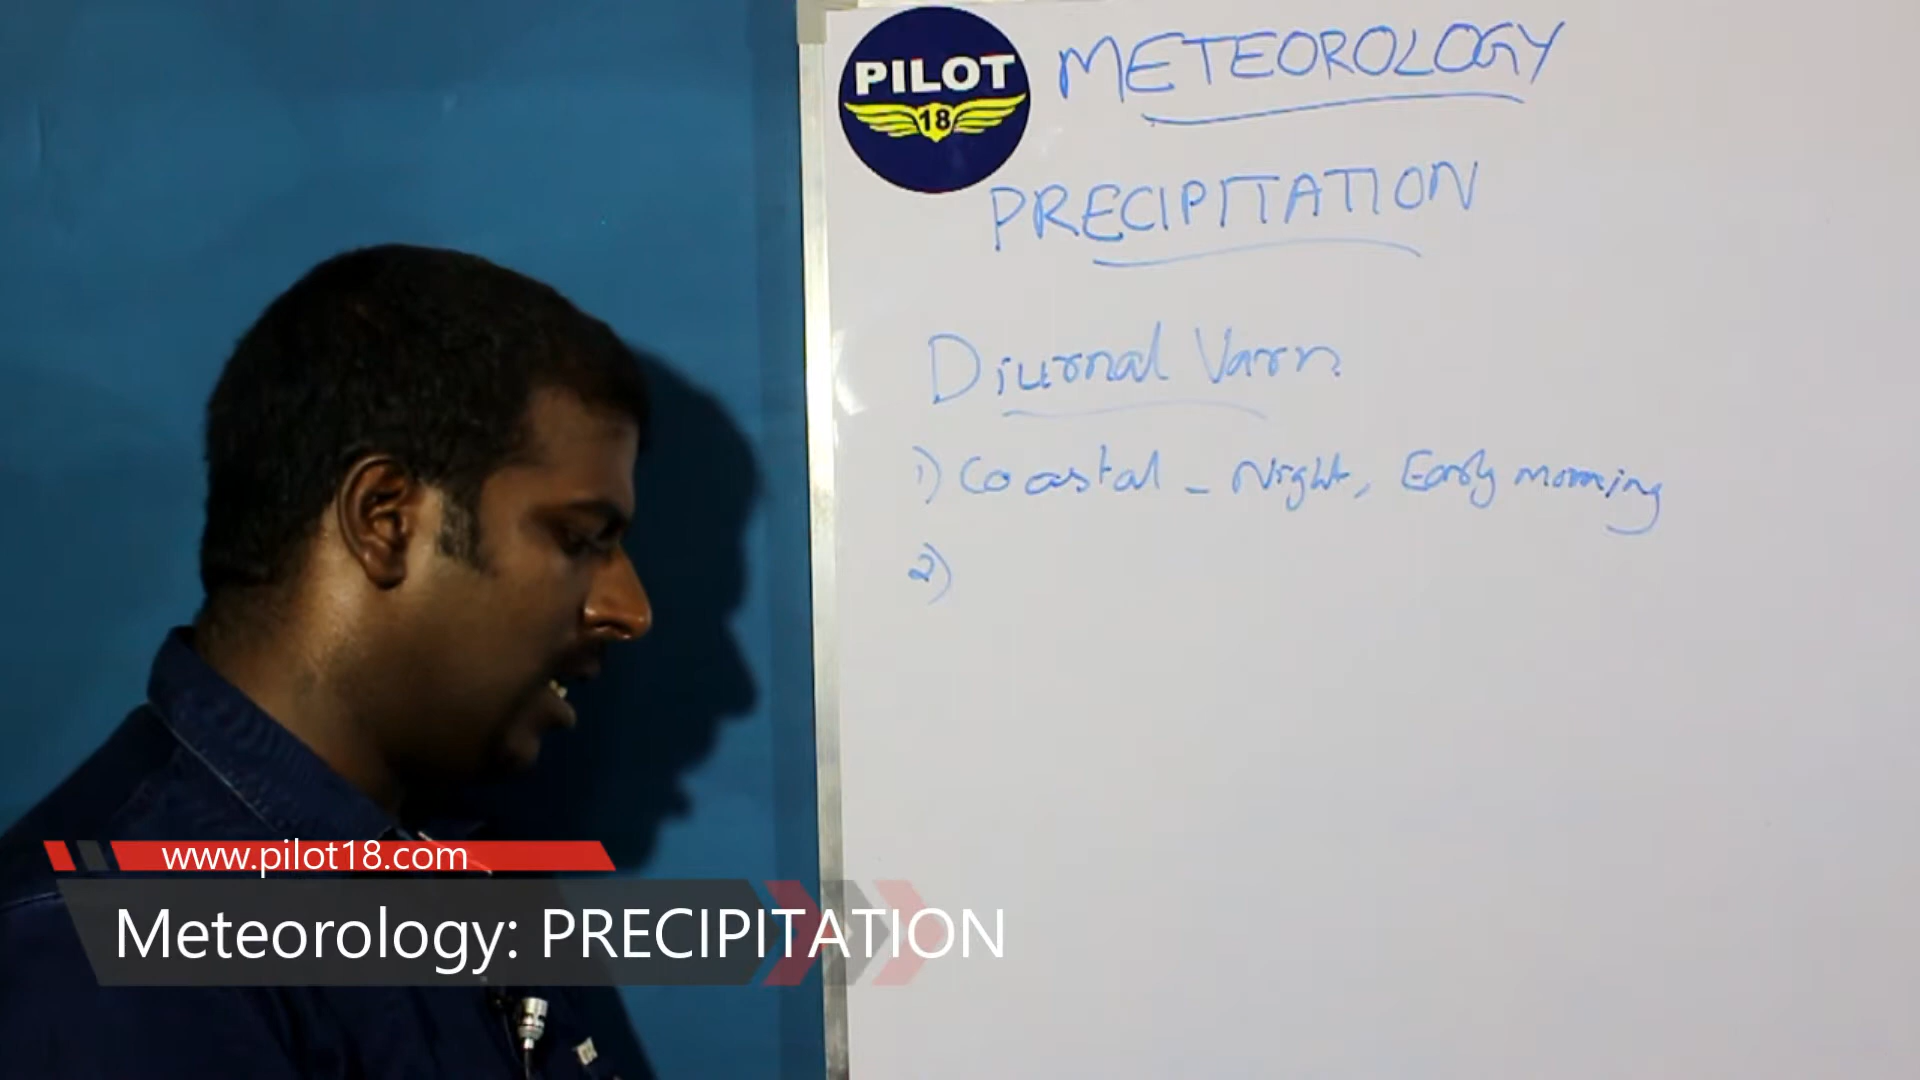 PILOT
18
METEOROLOGY
PRECIPITATION
Diurnal Varn.
1) Coastal - Night, Early morning
2)
www.pilot18.com
Meteorology: PRECIPITATION